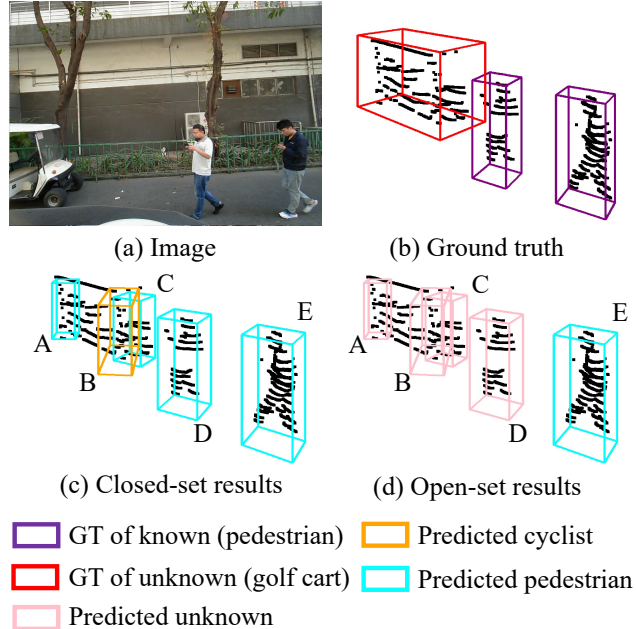 (a) Image
(b) Ground truth
A
B
C
D
E
(c) Closed-set results
A
B
C
D
E
(d) Open-set results
GT of known (pedestrian)
Predicted cyclist
GT of unknown (golf cart)
Predicted pedestrian
Predicted unknown